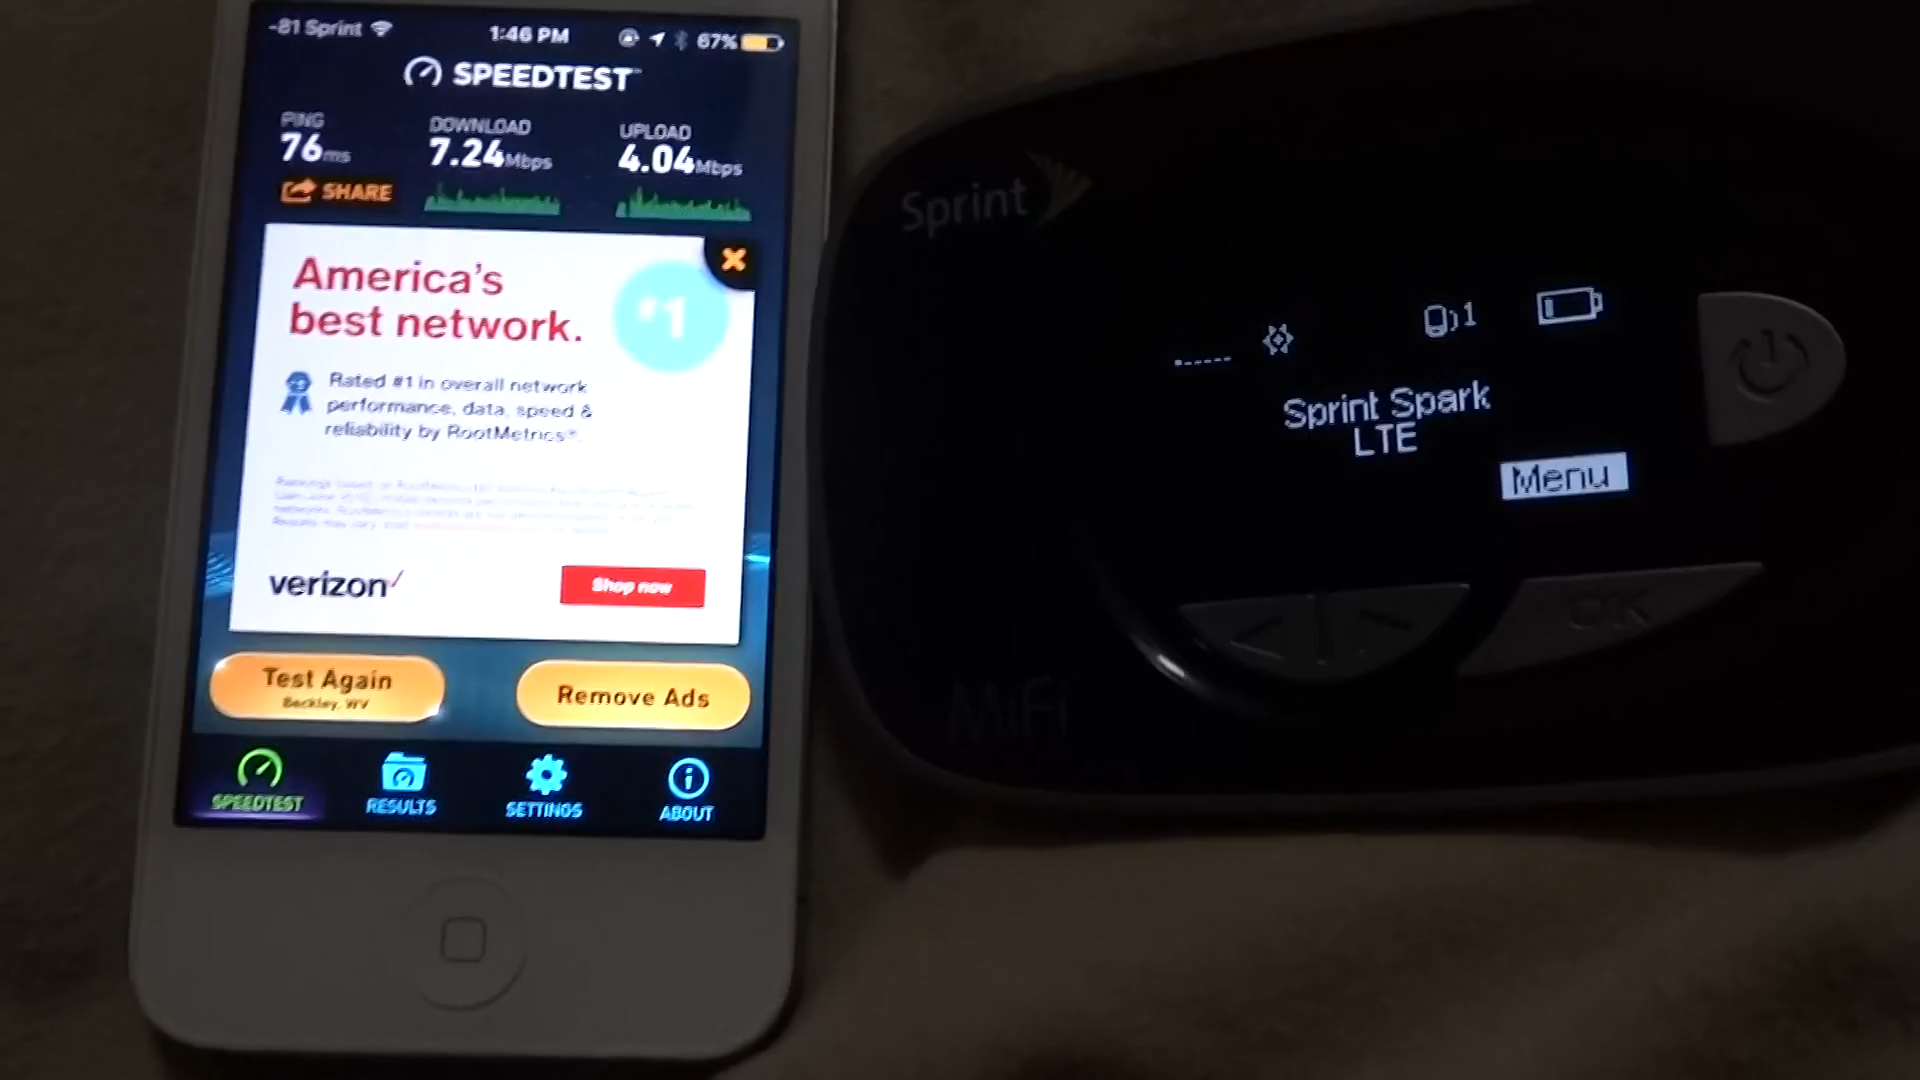 -81 Sprint
1:46 PM
67%
SPEEDTEST
PING
76ms
DOWNLOAD
7.24Mbps
UPLOAD
4.04Mbps
SHARE
America's
best network.
#1
Rated #1 in overall network
performance, data, speed &
reliability by RootMetrics®.
verizon✓
Shop now
Test Again
Beckley, WV
Remove Ads
SPEEDTEST
RESULTS
SETTINGS
ABOUT
Sprint
1
Sprint Spark
LTE
Menu
< >
OK
MiFi